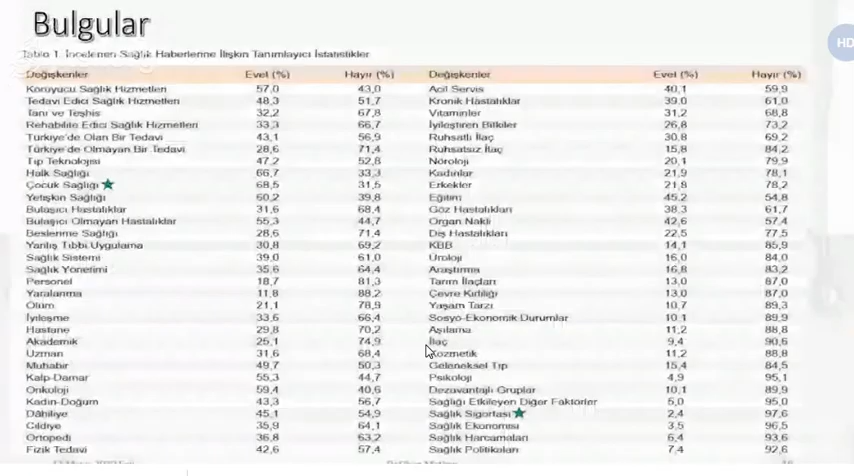 Bulgular
HD
Tablo 1. İncelenen Sağlık Haberlerine İlişkin Tanımlayıcı İstatistikler
Değişkenler Evet (%) Hayır (%) Değişkenler Evet (%) Hayır (%)
Koruyucu Sağlık Hizmetleri 57,0 43,0 Acil Servis 40,1 59,9
Tedavi Edici Sağlık Hizmetleri 48,3 51,7 Kronik Hastalıklar 39,0 61,0
Tanı ve Teşhis 32,2 67,8 Vitaminler 31,2 68,8
Rehabilite Edici Sağlık Hizmetleri 33,3 66,7 İyileştiren Bitkiler 26,8 73,2
Türkiye'de Olan Bir Tedavi 43,1 56,9 Ruhsatlı İlaç 30,8 69,2
Türkiye'de Olmayan Bir Tedavi 28,6 71,4 Ruhsatsız İlaç 15,8 84,2
Tıp Teknolojisi 47,2 52,8 Nöroloji 20,1 79,9
Halk Sağlığı 66,7 33,3 Kadınlar 21,9 78,1
Çocuk Sağlığı 68,5 31,5 Erkekler 21,8 78,2
Yetişkin Sağlığı 60,2 39,8 Eğitim 45,2 54,8
Bulaşıcı Hastalıklar 31,6 68,4 Göz Hastalıkları 38,3 61,7
Bulaşıcı Olmayan Hastalıklar 55,3 44,7 Organ Nakli 42,6 57,4
Beslenme Sağlığı 28,6 71,4 Diş Hastalıkları 22,5 77,5
Yanlış Tıbbi Uygulama 30,8 69,2 KBB 14,1 85,9
Sağlık Sistemi 39,0 61,0 Üroloji 16,0 84,0
Sağlık Yönetimi 35,6 64,4 Araştırma 16,8 83,2
Personel 18,7 81,3 Tarım İlaçları 13,0 87,0
Yaralanma 11,8 88,2 Çevre Kirliliği 13,0 87,0
Ölüm 21,1 78,9 Yaşam Tarzı 10,7 89,3
İyileşme 33,6 66,4 Sosyo-Ekonomik Durumlar 10,1 89,9
Hastane 29,8 70,2 Aşılama 11,2 88,8
Akademik 25,1 74,9 İlaç 9,4 90,6
Uzman 31,6 68,4 Kozmetik 11,2 88,8
Muhabir 49,7 50,3 Geleneksel Tıp 15,4 84,5
Kalp-Damar 55,3 44,7 Psikoloji 4,9 95,1
Onkoloji 59,4 40,6 Dezavantajlı Gruplar 10,1 89,9
Kadın-Doğum 43,3 56,7 Sağlığı Etkileyen Diğer Faktörler 5,0 95,0
Dâhiliye 45,1 54,9 Sağlık Sigortası 2,4 97,6
Cildiye 35,9 64,1 Sağlık Ekonomisi 3,5 96,5
Ortopedi 36,8 63,2 Sağlık Harcamaları 6,4 93,6
Fizik Tedavi 42,6 57,4 Sağlık Politikaları 7,4 92,6